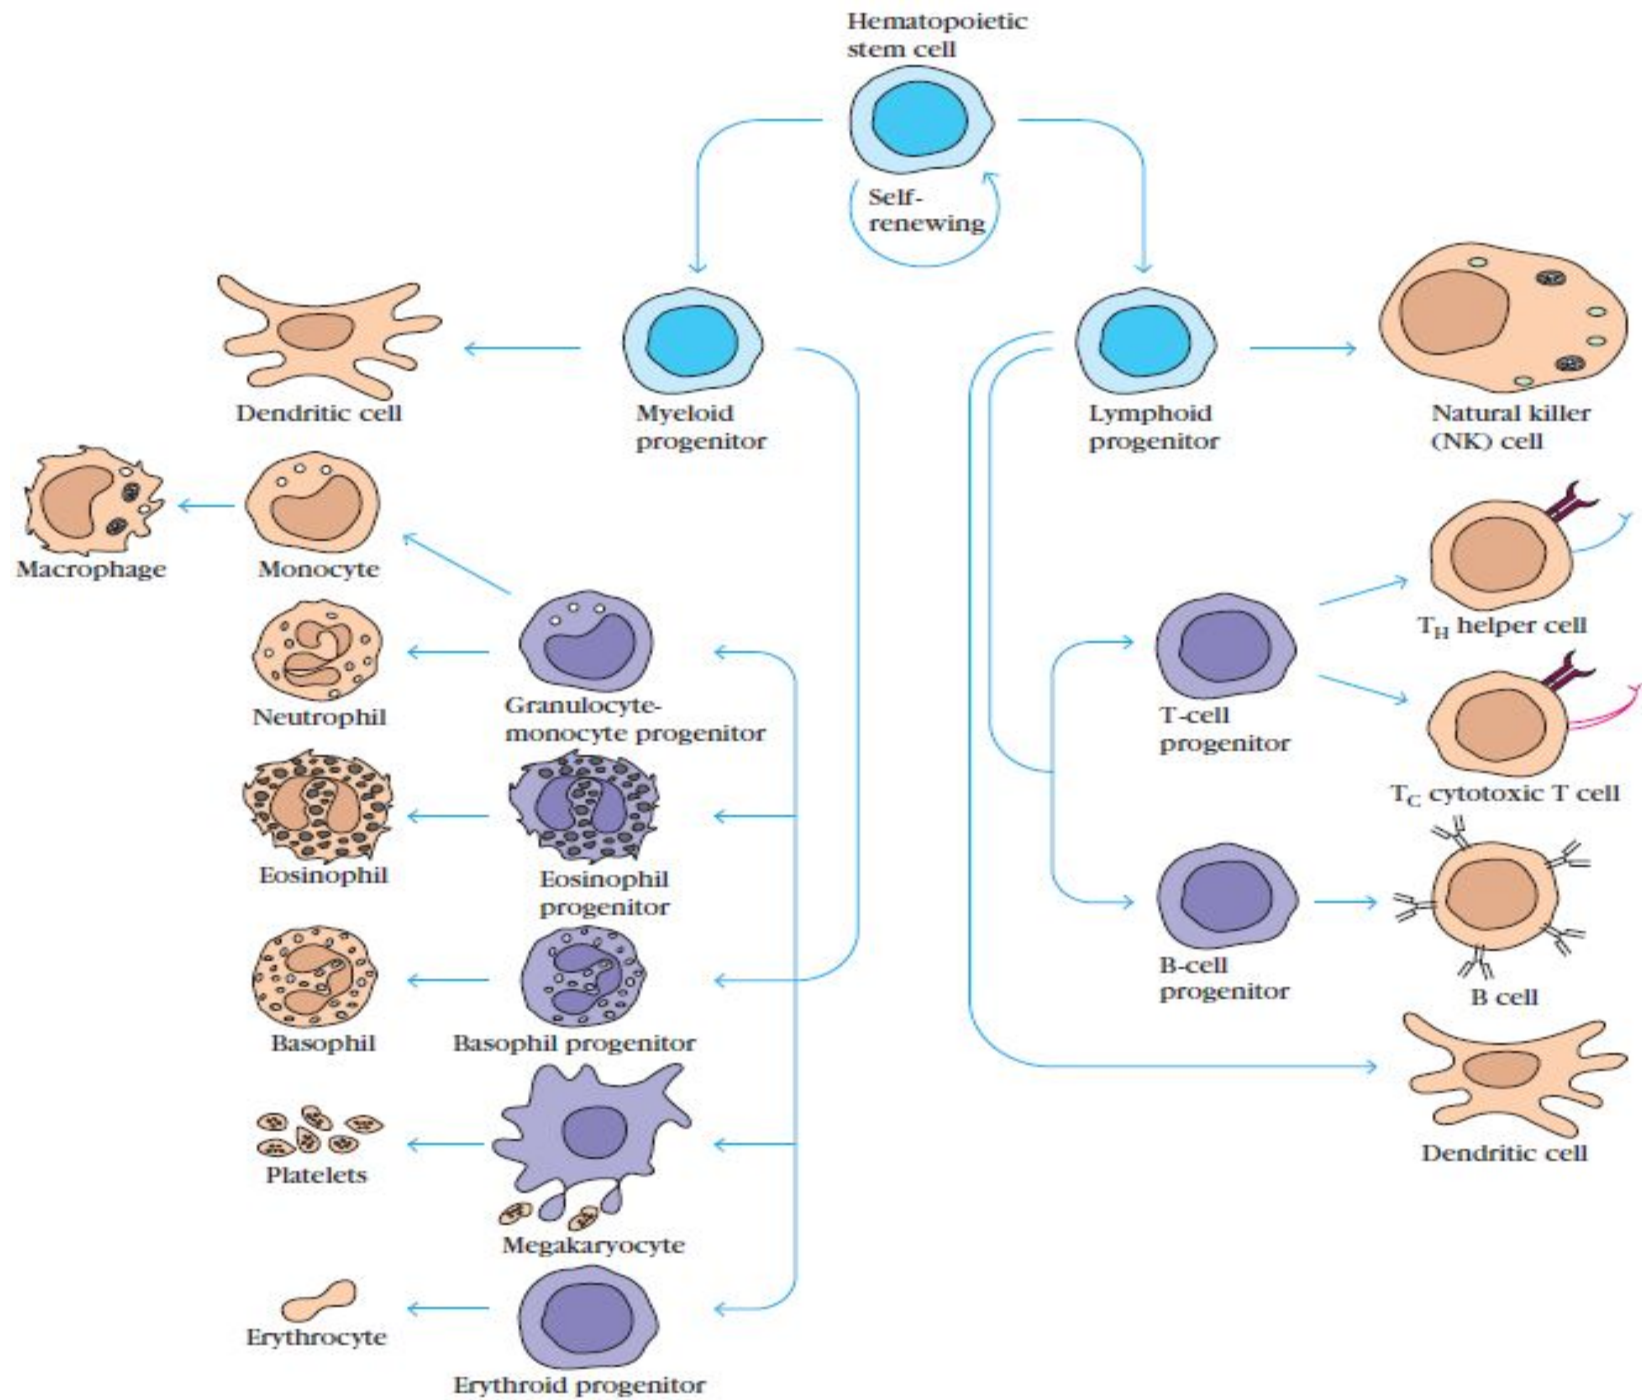 Hematopoietic
stem cell
Self-
renewing
Dendritic cell
Myeloid
progenitor
Lymphoid
progenitor
Natural killer
(NK) cell
Macrophage
Monocyte
TH helper cell
Neutrophil
Granulocyte-
monocyte progenitor
T-cell
progenitor
TC cytotoxic T cell
Eosinophil
Eosinophil
progenitor
B-cell
progenitor
B cell
Basophil
Basophil progenitor
Dendritic cell
Platelets
Megakaryocyte
Erythrocyte
Erythroid progenitor